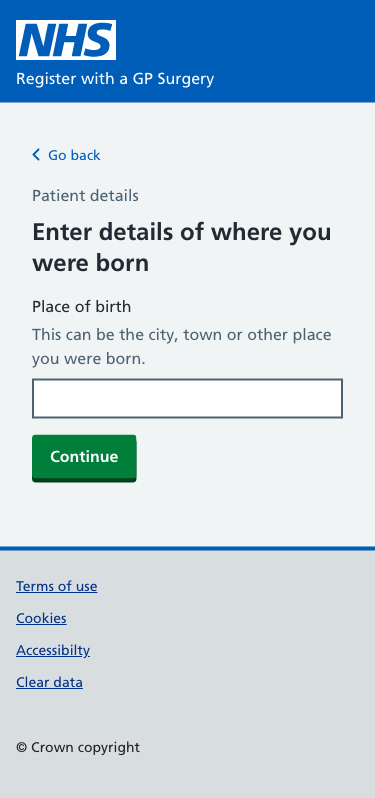 NHS
Register with a GP Surgery
Go back
Patient details
Enter details of where you
were born
Place of birth
This can be the city, town or other place
you were born.
Continue
Terms of use
Cookies
Accessibilty
Clear data
© Crown copyright